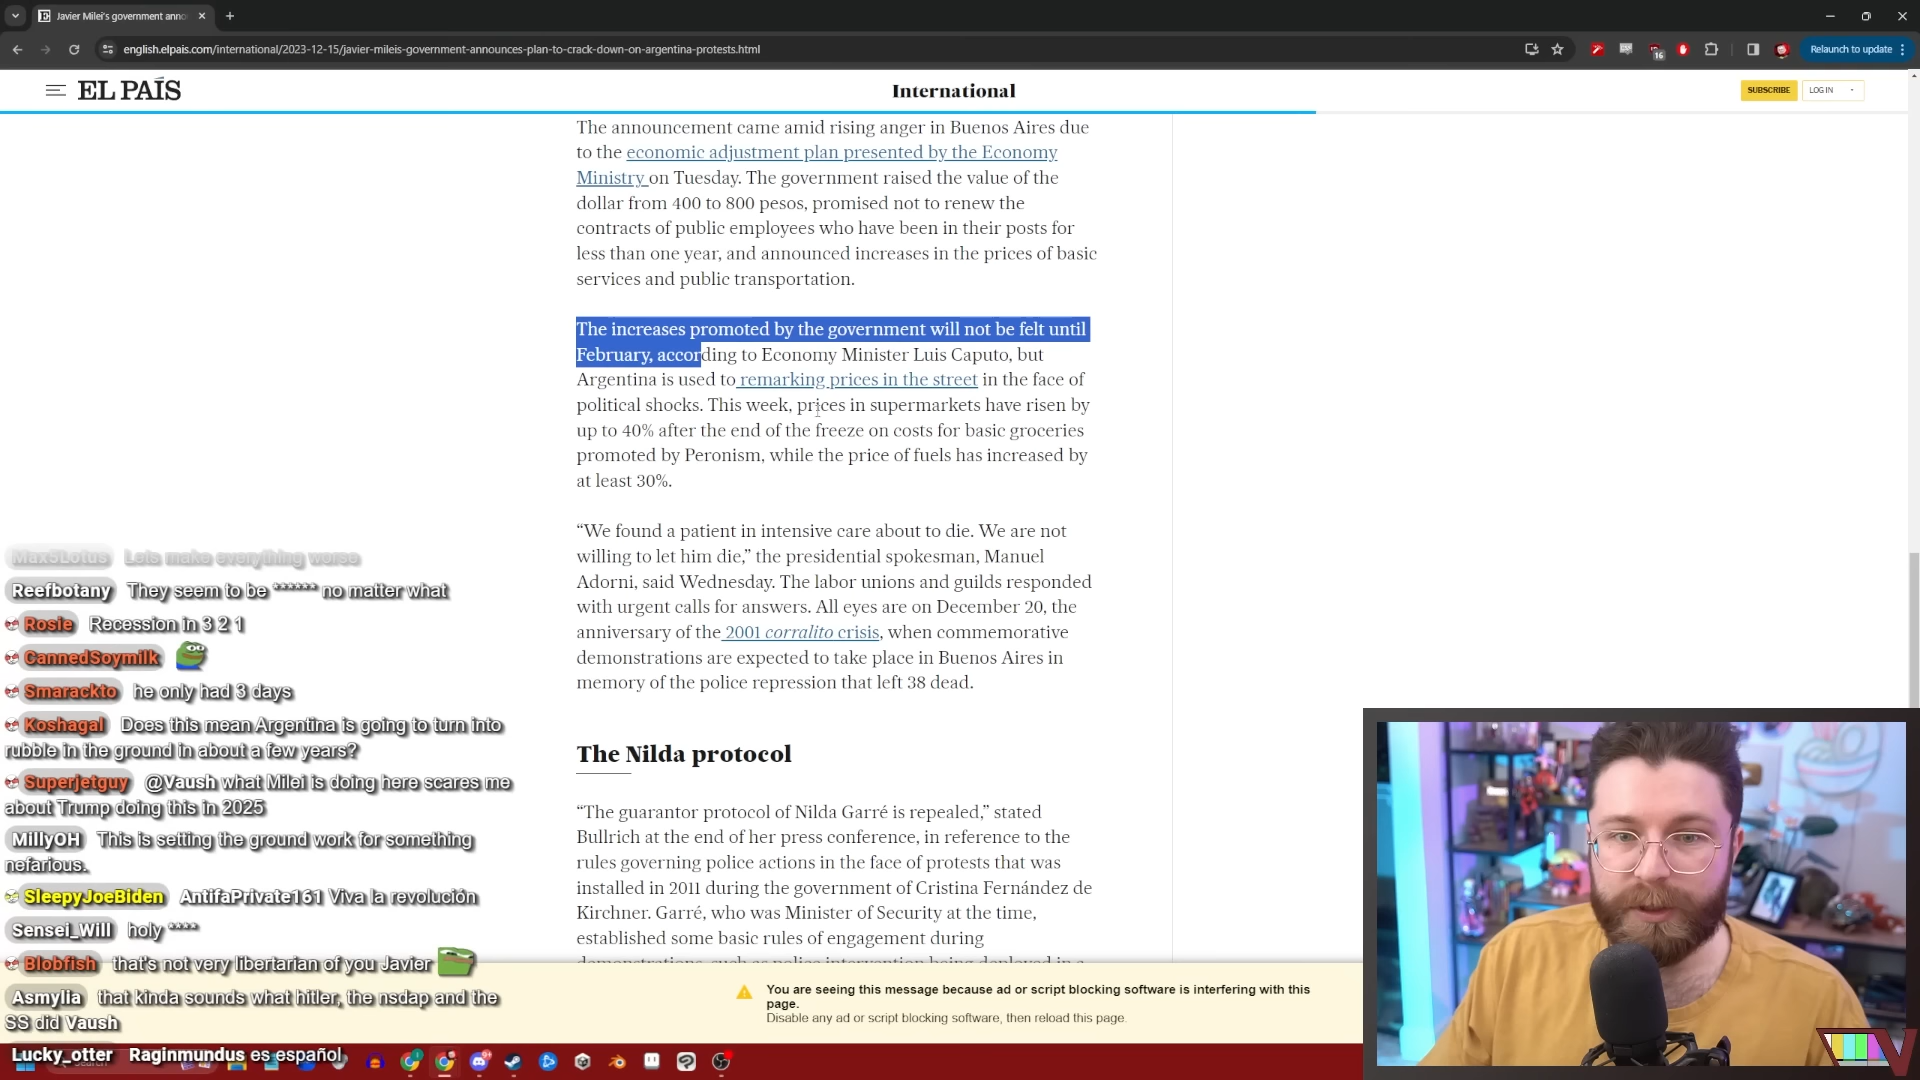 Javier Milei's government anno
english.elpais.com/international/2023-12-15/javier-mileis-government-announces-plan-to-crack-down-on-argentina-protests.html
16
Relaunch to update
EL PAÍS
International
SUBSCRIBE
LOG IN
The announcement came amid rising anger in Buenos Aires due
to the economic adjustment plan presented by the Economy
Ministry on Tuesday. The government raised the value of the
dollar from 400 to 800 pesos, promised not to renew the
contracts of public employees who have been in their posts for
less than one year, and announced increases in the prices of basic
services and public transportation.
The increases promoted by the government will not be felt until
February, according to Economy Minister Luis Caputo, but
Argentina is used to remarking prices in the street in the face of
political shocks. This week, prices in supermarkets have risen by
up to 40% after the end of the freeze on costs for basic groceries
promoted by Peronism, while the price of fuels has increased by
at least 30%.
“We found a patient in intensive care about to die. We are not
willing to let him die,” the presidential spokesman, Manuel
Adorni, said Wednesday. The labor unions and guilds responded
with urgent calls for answers. All eyes are on December 20, the
anniversary of the 2001 corralito crisis, when commemorative
demonstrations are expected to take place in Buenos Aires in
memory of the police repression that left 38 dead.
The Nilda protocol
“The guarantor protocol of Nilda Garré is repealed,” stated
Bullrich at the end of her press conference, in reference to the
rules governing police actions in the face of protests that was
installed in 2011 during the government of Cristina Fernández de
Kirchner. Garré, who was Minister of Security at the time,
established some basic rules of engagement during
demonstrations, such as police intervention being deployed in a
You are seeing this message because ad or script blocking software is interfering with this
page.
Disable any ad or script blocking software, then reload this page.
Max5Lotus Lets make everything worse
Reefbotany They seem to be ****** no matter what
Rosie Recession in 3 2 1
CannedSoymilk
Smarackto he only had 3 days
Koshagal Does this mean Argentina is going to turn into
rubble in the ground in about a few years?
Superjetguy @Vaush what Milei is doing here scares me
about Trump doing this in 2025
MillyOH This is setting the ground work for something
nefarious.
SleepyJoeBiden AntifaPrivate161 Viva la revolución
Sensei_Will holy ****
Blobfish that's not very libertarian of you Javier
Asmylia that kinda sounds what hitler, the nsdap and the
SS did Vaush
Lucky_otter Raginmundus es español
Search